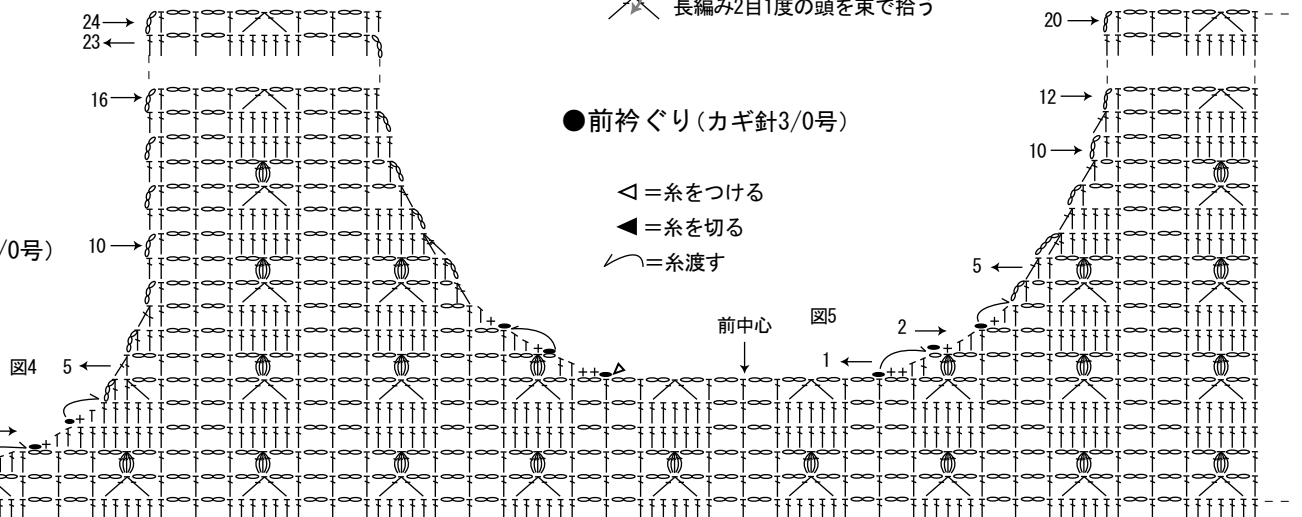 長編み2目1度の頭を束で拾う
24
23
16
10
/0号)
図4
5
●前衿ぐり(カギ針3/0号)
=糸をつける
=糸を切る
=糸渡す
前中心
図5
1
2
5
10
12
20